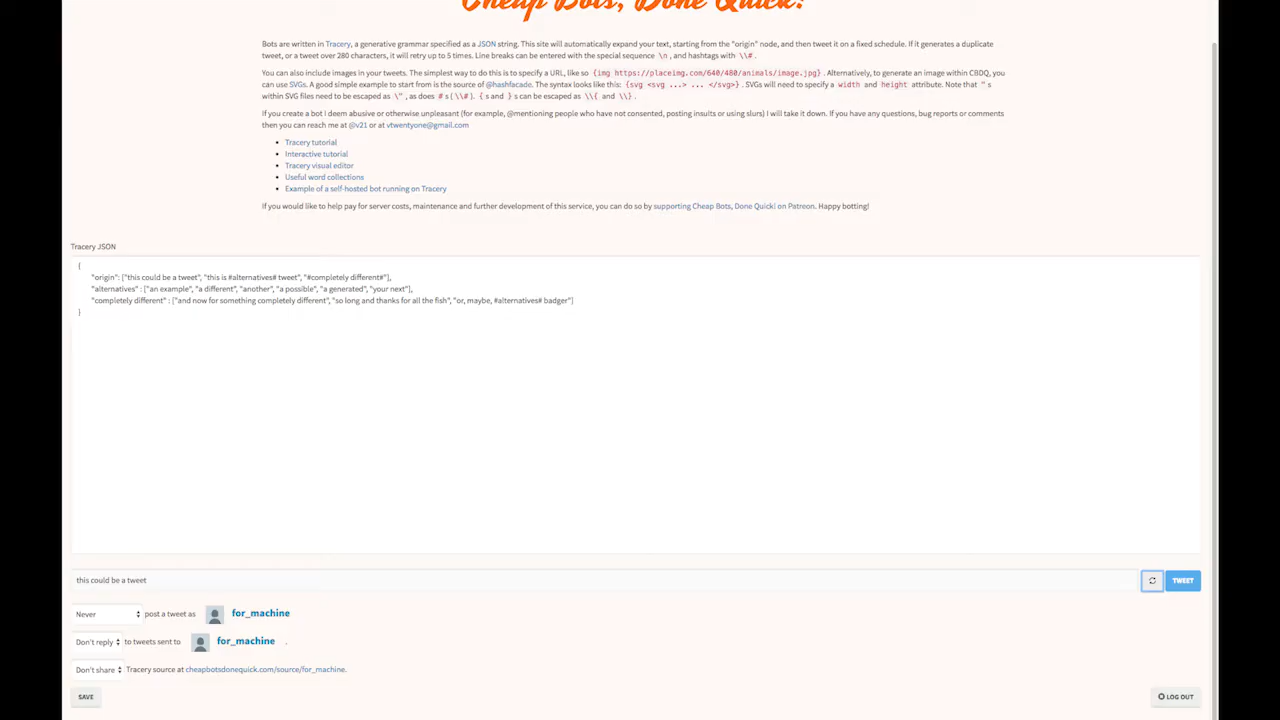 Cheap Bots, Done Quick!
Bots are written in Tracery, a generative grammar specified as a JSON string. This site will automatically expand your text, starting from the "origin" node, and then tweet it on a fixed schedule. If it generates a duplicate
tweet, or a tweet over 280 characters, it will retry up to 5 times. Line breaks can be entered with the special sequence \n , and hashtags with \\# .
You can also include images in your tweets. The simplest way to do this is to specify a URL, like so {img https://placeimg.com/640/480/animals/image.jpg} . Alternatively, to generate an image within CBDQ, you
can use SVGs. A good simple example to start from is the source of @hashfacade. The syntax looks like this: {svg <svg ...> ... </svg>} . SVGs will need to specify a width and height attribute. Note that " s
within SVG files need to be escaped as \" , as does # s ( \\# ). { s and } s can be escaped as \\{ and \\} .
If you create a bot I deem abusive or otherwise unpleasant (for example, @mentioning people who have not consented, posting insults or using slurs) I will take it down. If you have any questions, bug reports or comments
then you can reach me at @v21 or at vtwentyone@gmail.com
• Tracery tutorial
• Interactive tutorial
• Tracery visual editor
• Useful word collections
• Example of a self-hosted bot running on Tracery
If you would like to help pay for server costs, maintenance and further development of this service, you can do so by supporting Cheap Bots, Done Quick! on Patreon. Happy botting!
Tracery JSON
{
"origin": ["this could be a tweet", "this is #alternatives# tweet", "#completely different#"],
"alternatives" : ["an example", "a different", "another", "a possible", "a generated", "your next"],
"completely different" : ["and now for something completely different", "so long and thanks for all the fish", "or, maybe, #alternatives# badger"]
}
this could be a tweet
TWEET
Never post a tweet as for_machine
Don't reply to tweets sent to for_machine .
Don't share Tracery source at cheapbotsdonequick.com/source/for_machine.
SAVE
LOG OUT